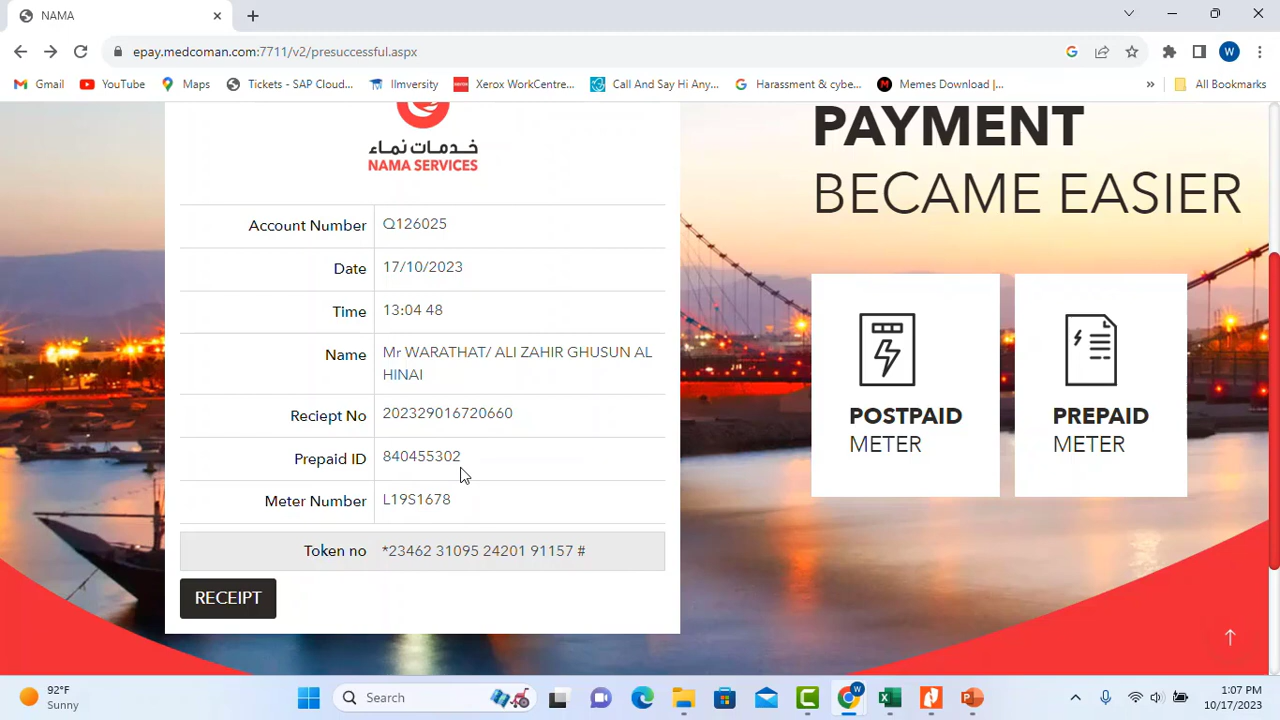 NAMA
epay.medcoman.com:7711/v2/presuccessful.aspx
W
Gmail
YouTube
Maps
Tickets - SAP Cloud...
Ilmversity
Xerox WorkCentre...
Call And Say Hi Any...
Harassment & cybe...
Memes Download |...
»
All Bookmarks
خدمات نماء
NAMA SERVICES
Account Number Q126025
Date 17/10/2023
Time 13:04 48
Name Mr WARATHAT/ ALI ZAHIR GHUSUN AL
HINAI
Reciept No 202329016720660
Prepaid ID 840455302
Meter Number L19S1678
Token no *23462 31095 24201 91157 #
RECEIPT
PAYMENT
BECAME EASIER
POSTPAID
METER
PREPAID
METER
92°F
Sunny
Search
1:07 PM
10/17/2023